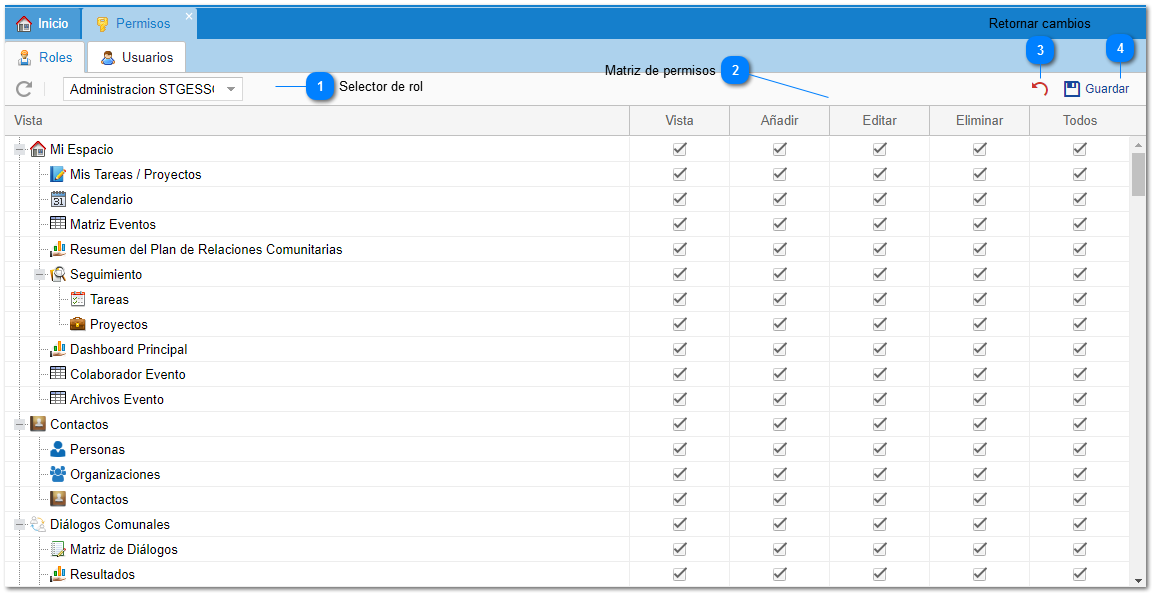 Inicio
Permisos
Retornar cambios
Roles
Usuarios
Matriz de permisos
2
3
4
Administracion STGESS
1
Selector de rol
Guardar
Vista
Vista
Añadir
Editar
Eliminar
Todos
Mi Espacio
Mis Tareas / Proyectos
31
Calendario
Matriz Eventos
Resumen del Plan de Relaciones Comunitarias
Seguimiento
Tareas
Proyectos
Dashboard Principal
Colaborador Evento
Archivos Evento
Contactos
Personas
Organizaciones
Contactos
Diálogos Comunales
Matriz de Diálogos
Resultados